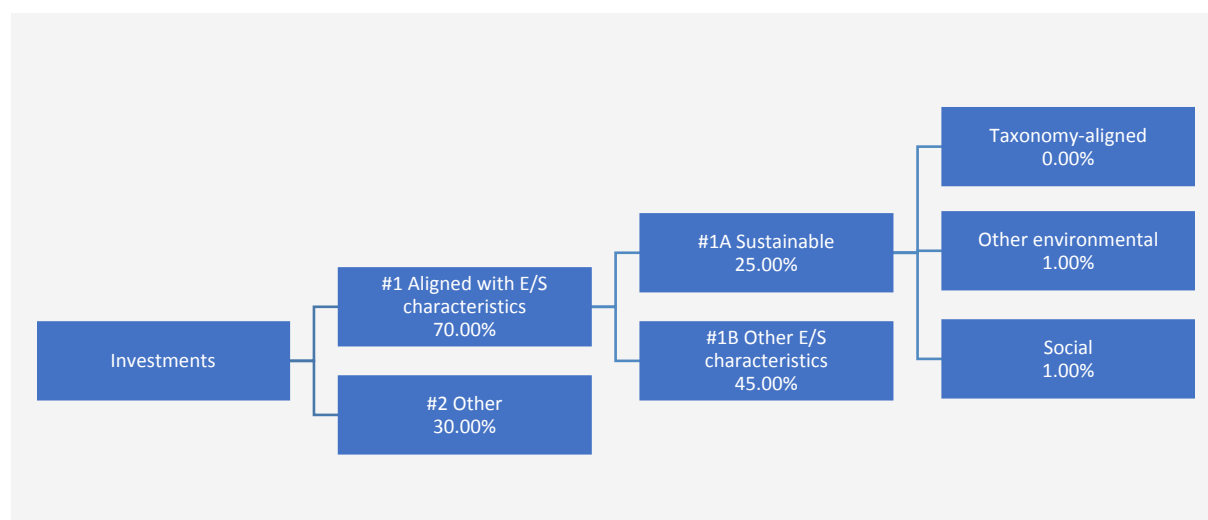 Investments
#1 Aligned with E/S
characteristics
70.00%
#2 Other
30.00%
#1A Sustainable
25.00%
#1B Other E/S
characteristics
45.00%
Taxonomy-aligned
0.00%
Other environmental
1.00%
Social
1.00%